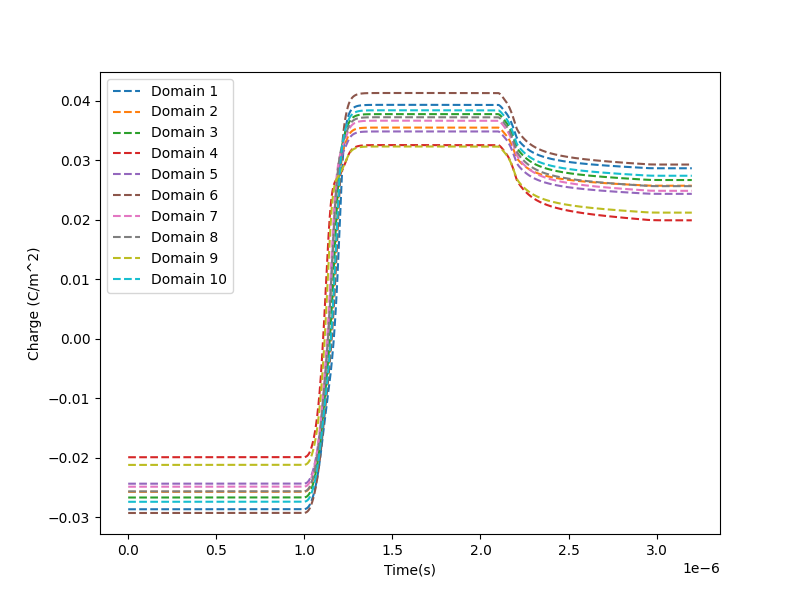 Domain 1
Domain 2
Domain 3
Domain 4
Domain 5
Domain 6
Domain 7
Domain 8
Domain 9
Domain 10
Charge (C/m^2)
0.04
0.03
0.02
0.01
0.00
−0.01
−0.02
−0.03
0.0 0.5 1.0 1.5 2.0 2.5 3.0
1e−6
Time(s)